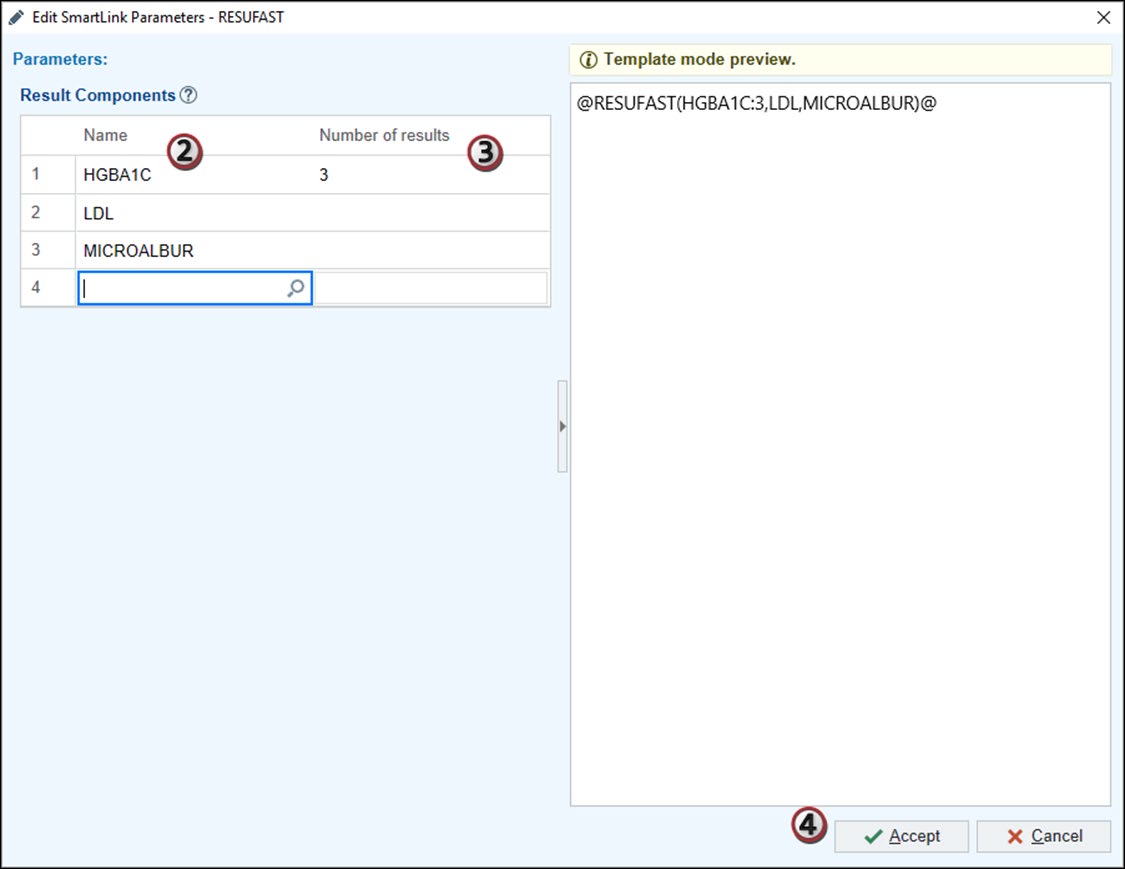 Edit SmartLink Parameters - RESUFAST
Parameters:
Result Components ?
Name 2 Number of results 3
1 HGBA1C 3
2 LDL
3 MICROALBUR
4
i Template mode preview.
@RESUFAST(HGBA1C:3,LDL,MICROALBUR)@
4 Accept Cancel